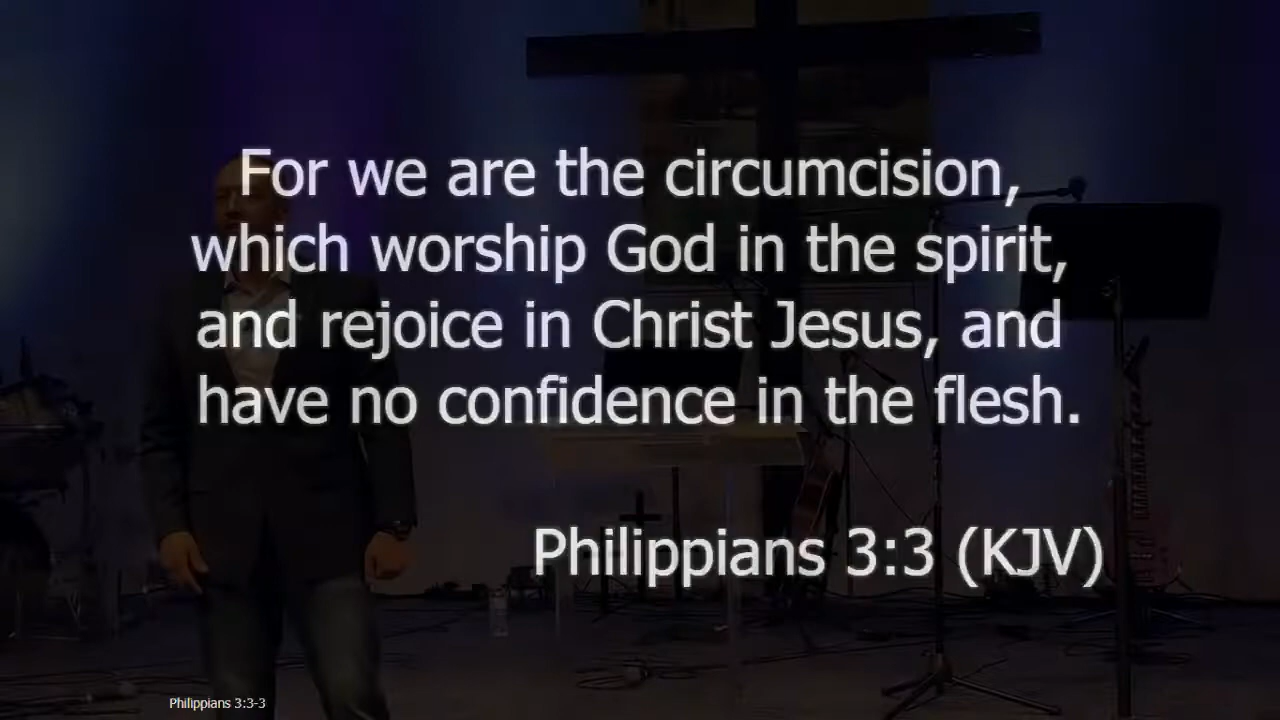 For we are the circumcision,
which worship God in the spirit,
and rejoice in Christ Jesus, and
have no confidence in the flesh.
Philippians 3:3 (KJV)
Philippians 3:3-3